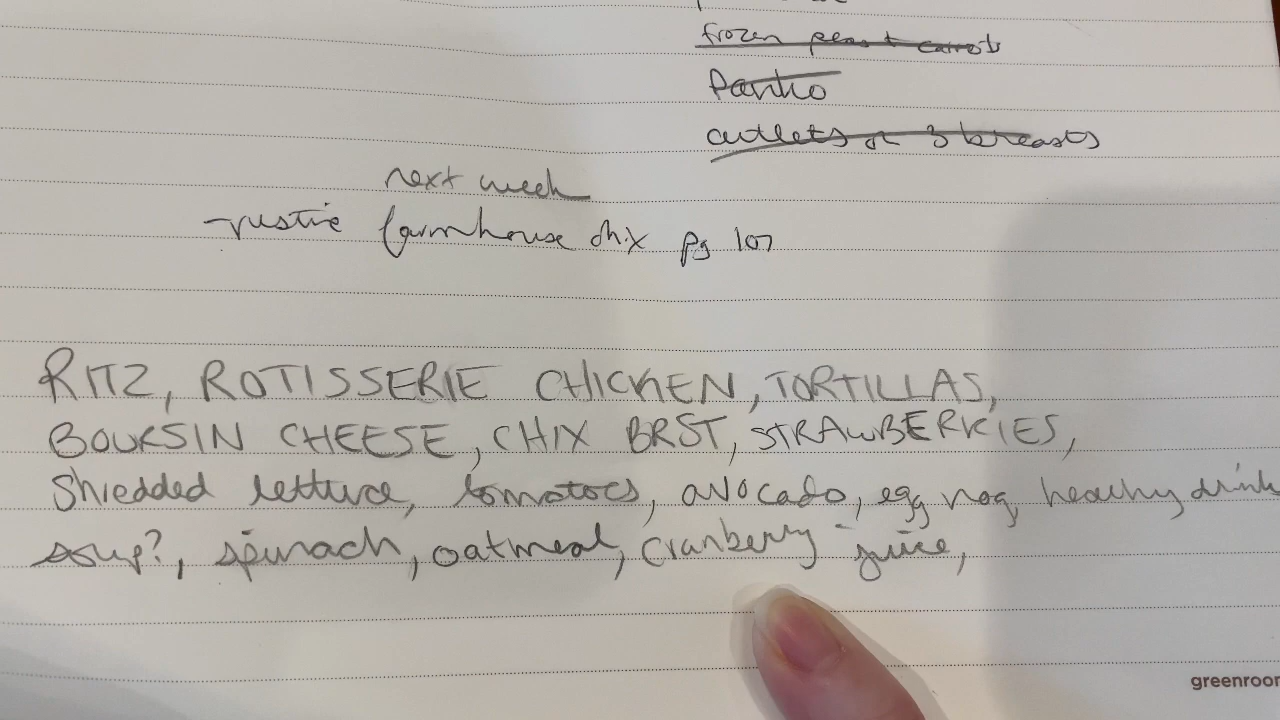 frozen peas + carrots
Panko
cutlets or 3 breasts
next week
-rustic farmhouse chix pg 107
RITZ, ROTISSERIE CHICKEN, TORTILLAS,
BOURSIN CHEESE, CHIX BRST, STRAWBERRIES,
Shredded lettuce, tomatoes, avocado, egg nog, healthy drink
soup?, spinach, oatmeal, cranberry juice,
greenroom